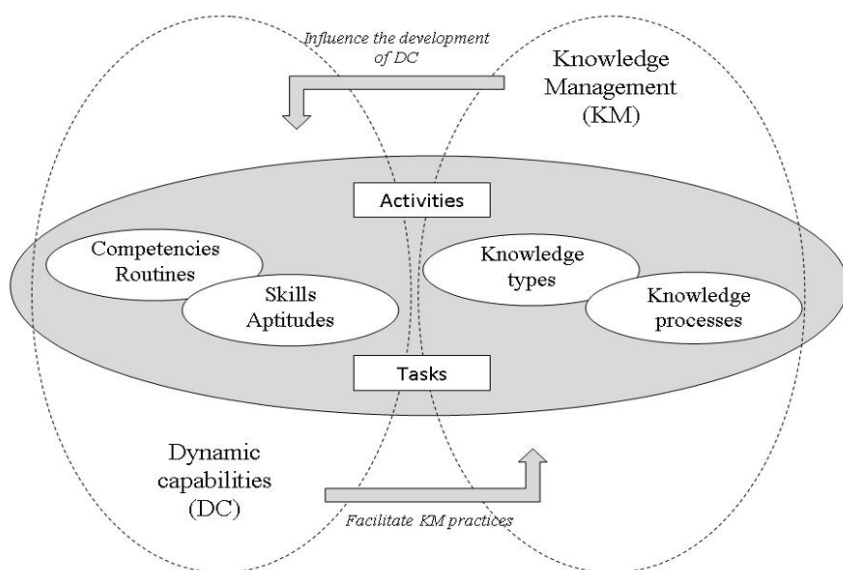 Influence the development
of DC
Knowledge
Management
(KM)
Activities
Competencies
Routines
Skills
Aptitudes
Knowledge
types
Knowledge
processes
Tasks
Dynamic
capabilities
(DC)
Facilitate KM practices